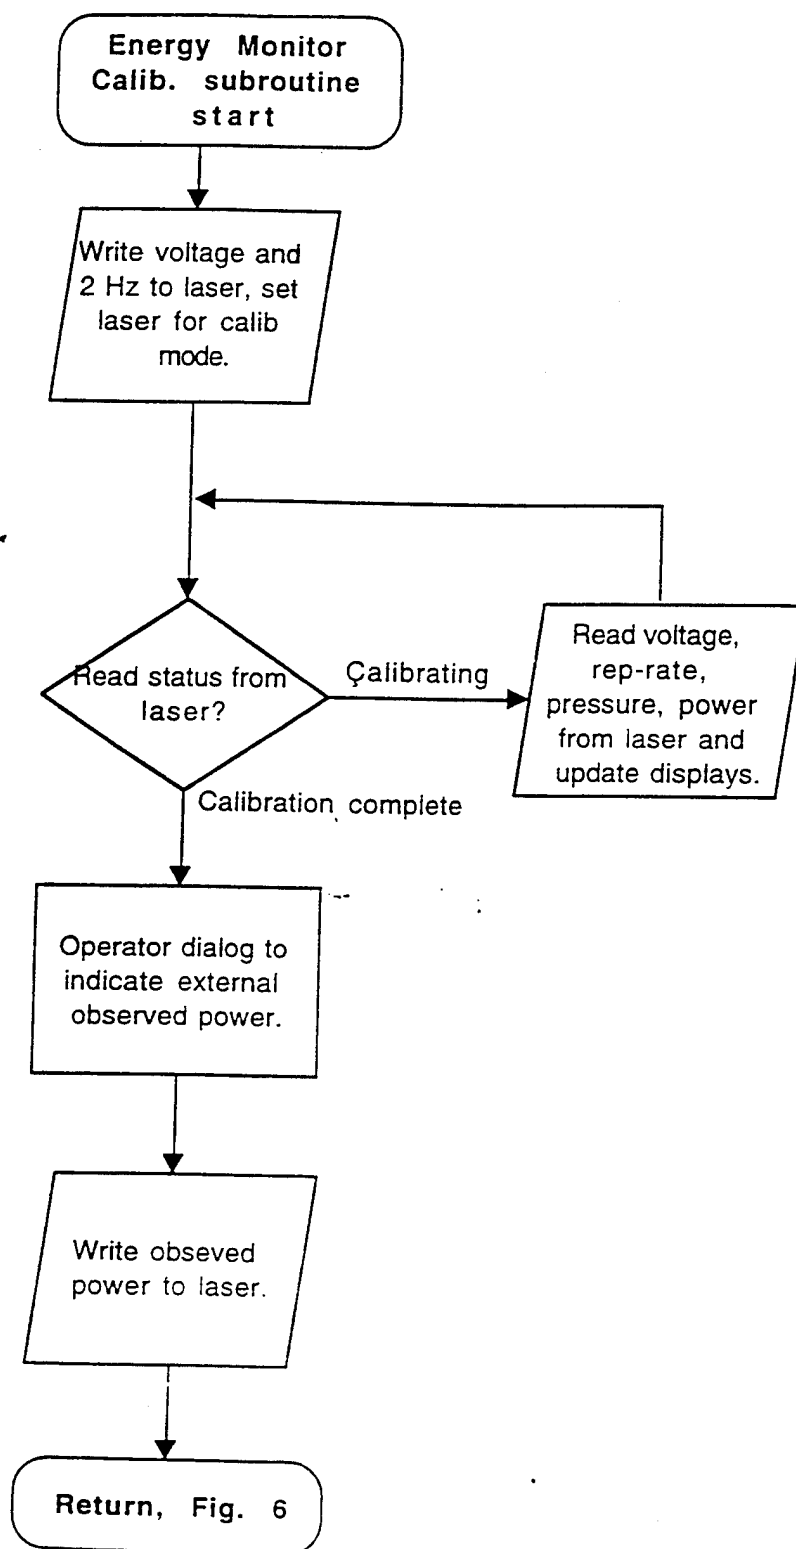 Energy Monitor
Calib. subroutine
start
Write voltage and
2 Hz to laser, set
laser for calib
mode.
Read status from
laser?
Calibrating
Read voltage,
rep-rate,
pressure, power
from laser and
update displays.
Calibration complete
Operator dialog to
indicate external
observed power.
Write obseved
power to laser.
Return, Fig. 6